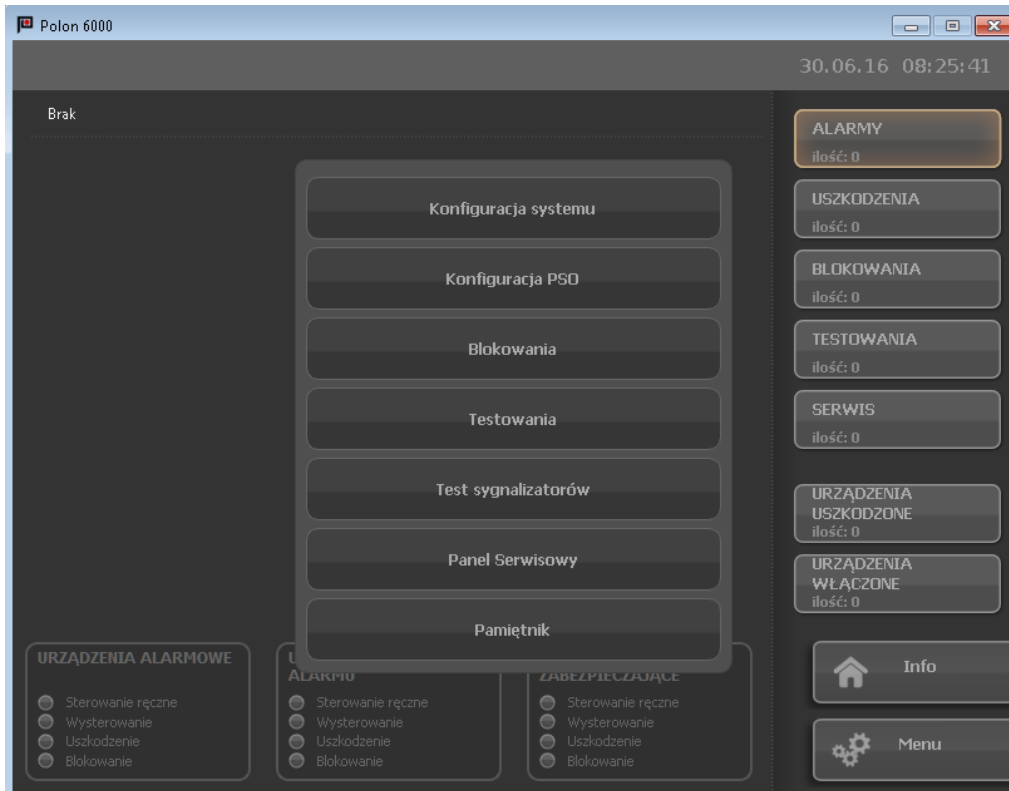 Polon 6000
30.06.16 08:25:41
Brak
Konfiguracja systemu
Konfiguracja PSO
Blokowania
Testowania
Test sygnalizatorów
Panel Serwisowy
Pamiętnik
ALARMY
ilość: 0
USZKODZENIA
ilość: 0
BLOKOWANIA
ilość: 0
TESTOWANIA
ilość: 0
SERWIS
ilość: 0
URZĄDZENIA
USZKODZONE
ilość: 0
URZĄDZENIA
WŁĄCZONE
ilość: 0
URZĄDZENIA ALARMOWE
Sterowanie ręczne
Wysterowanie
Uszkodzenie
Blokowanie
ALARMU
Sterowanie ręczne
Wysterowanie
Uszkodzenie
Blokowanie
ZABEZPIECZAJĄCE
Sterowanie ręczne
Wysterowanie
Uszkodzenie
Blokowanie
Info
Menu